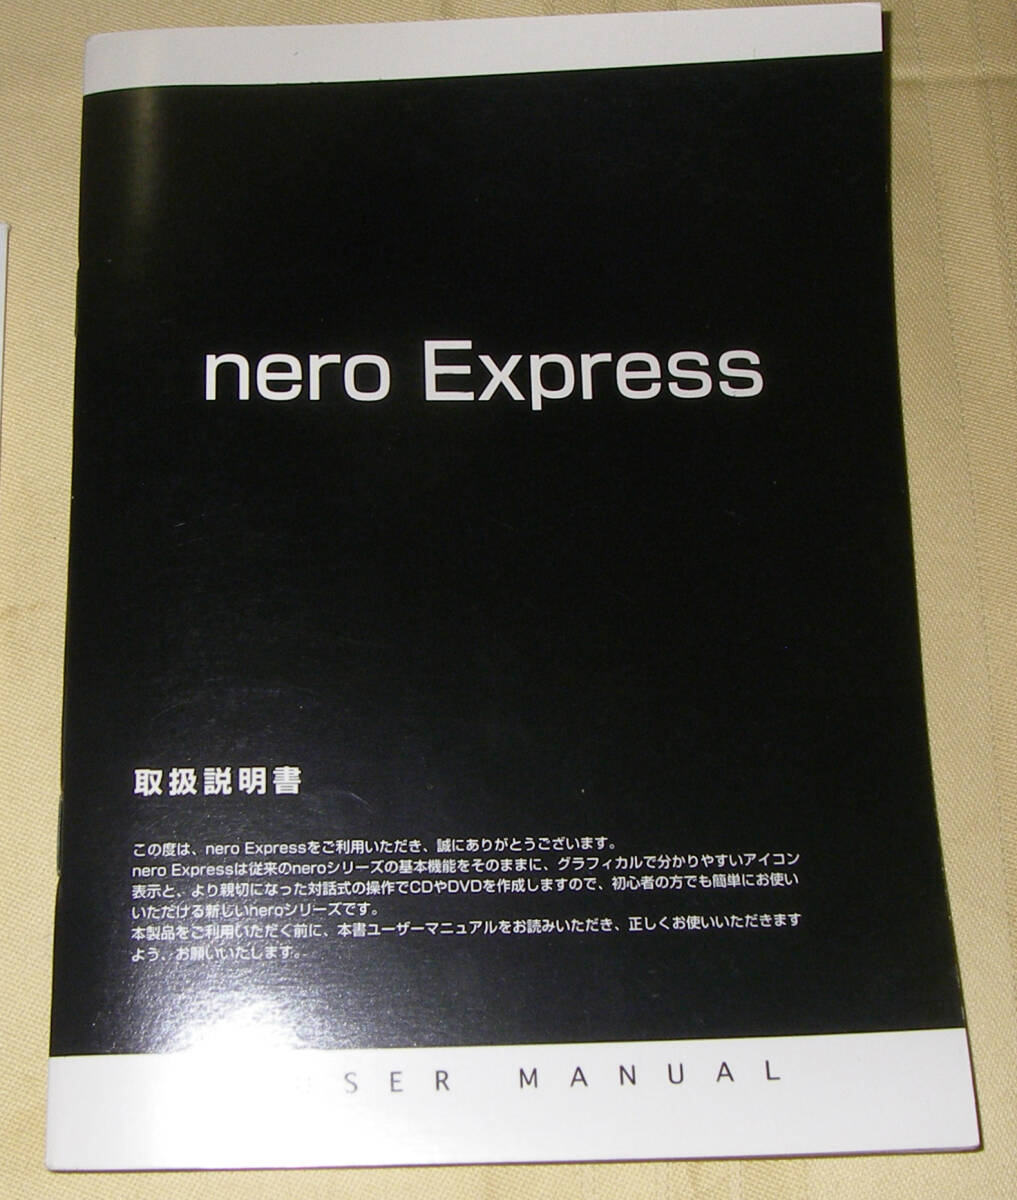 nero Express
取扱説明書
この度は、nero Expressをご利用いただき、誠にありがとうございます。
nero Expressは従来のneroシリーズの基本機能をそのままに、グラフィカルで分かりやすいアイコン
表示と、より親切になった対話式の操作でCDやDVDを作成しますので、初心者の方でも簡単にお使い
いただける新しいneroシリーズです。
本製品をご利用いただく前に、本書ユーザーマニュアルをお読みいただき、正しくお使いいただきます
よう、お願いいたします。
USER MANUAL